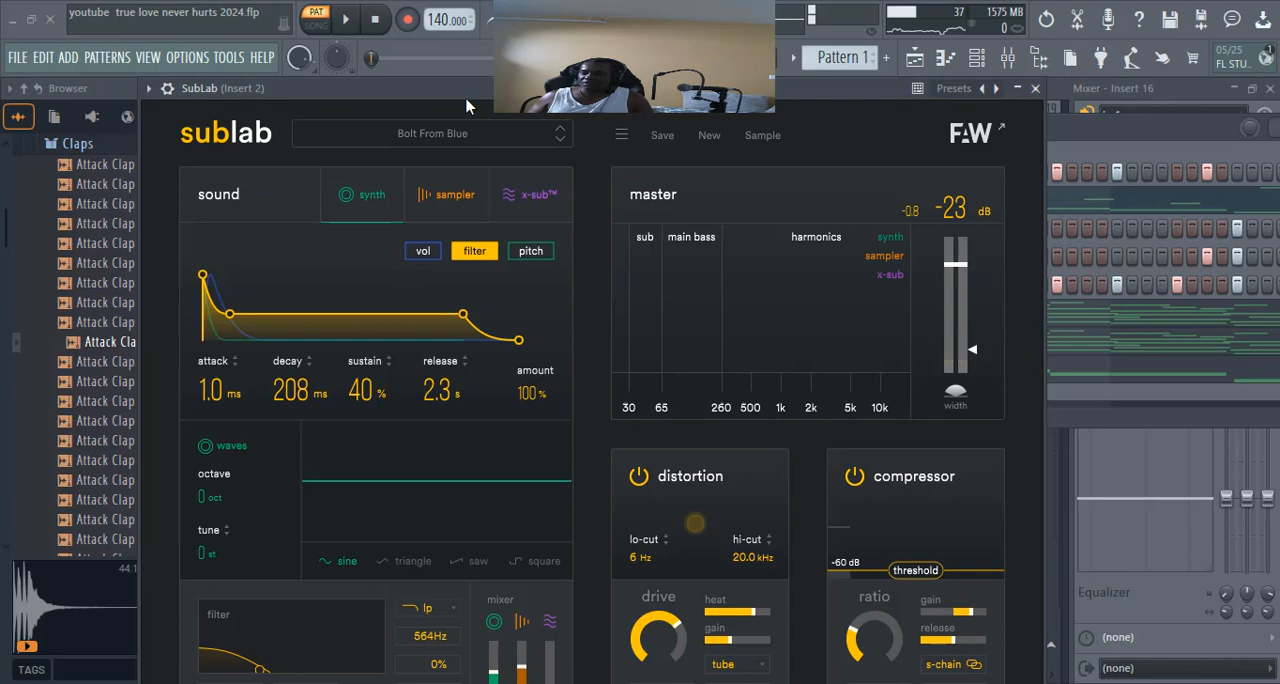 youtube true love never hurts 2024.flp
PAT
SONG
140.000
37
1575 MB
0
FILE EDIT ADD PATTERNS VIEW OPTIONS TOOLS HELP
Pattern 1
05/25
FL STU..
Browser
SubLab (Insert 2)
Presets
Mixer - Insert 16
Claps
Attack Clap
Attack Clap
Attack Clap
Attack Clap
Attack Clap
Attack Clap
Attack Clap
Attack Clap
Attack Clap
Attack Cla
Attack Clap
Attack Clap
Attack Clap
Attack Clap
Attack Clap
Attack Clap
Attack Clap
Attack Clap
Attack Clap
44.1
TAGS
sublab
Bolt From Blue
Save
New
Sample
FAW
sound
synth
sampler
x-sub™
vol
filter
pitch
attack
decay
sustain
release
amount
1.0 ms
208 ms
40 %
2.3 s
100 %
waves
octave
0 oct
tune
0 st
sine
triangle
saw
square
filter
lp
564Hz
0%
mixer
master
-0.8
-23 dB
sub
main bass
harmonics
synth
sampler
x-sub
30
65
260
500
1k
2k
5k
10k
width
distortion
lo-cut
hi-cut
6 Hz
20.0 kHz
drive
heat
gain
tube
compressor
-60 dB
threshold
ratio
gain
release
s-chain
Equalizer
(none)
(none)